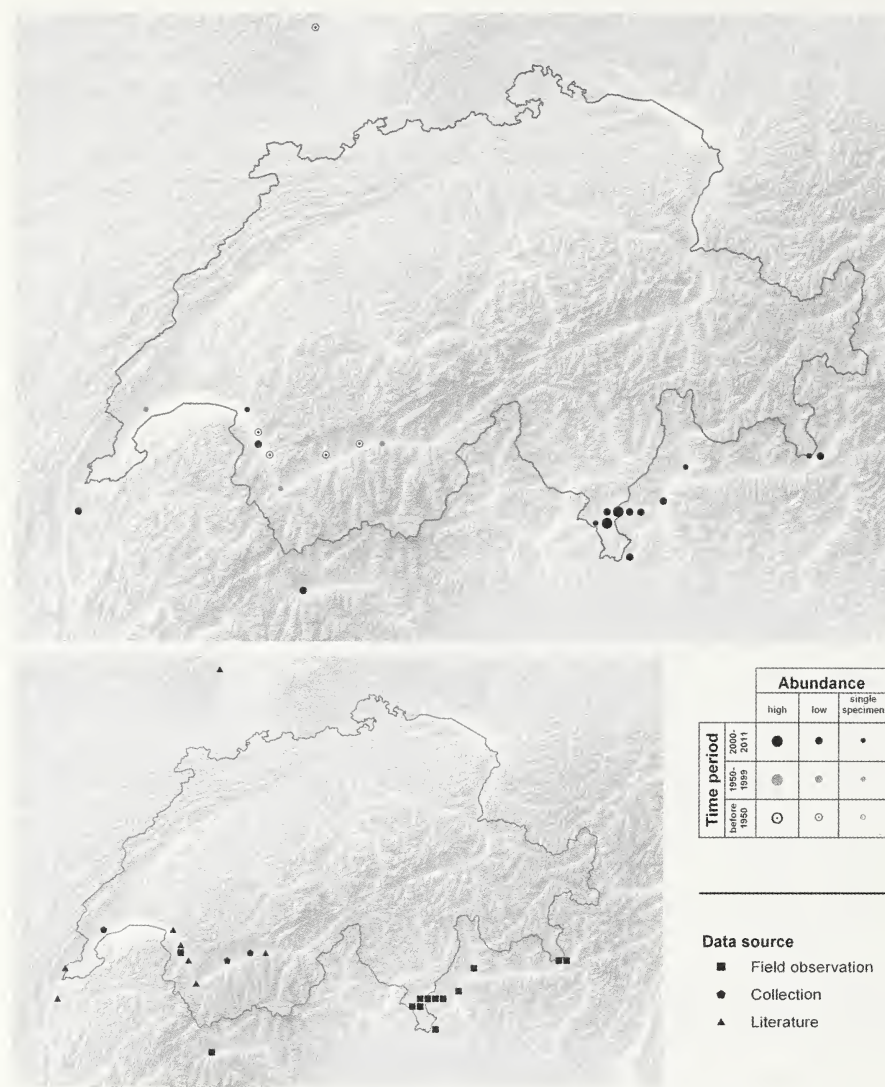 Abundance
high low single specimen
Time period
2000-2011
1950-1999
before 1950
Data source
Field observation
Collection
Literature